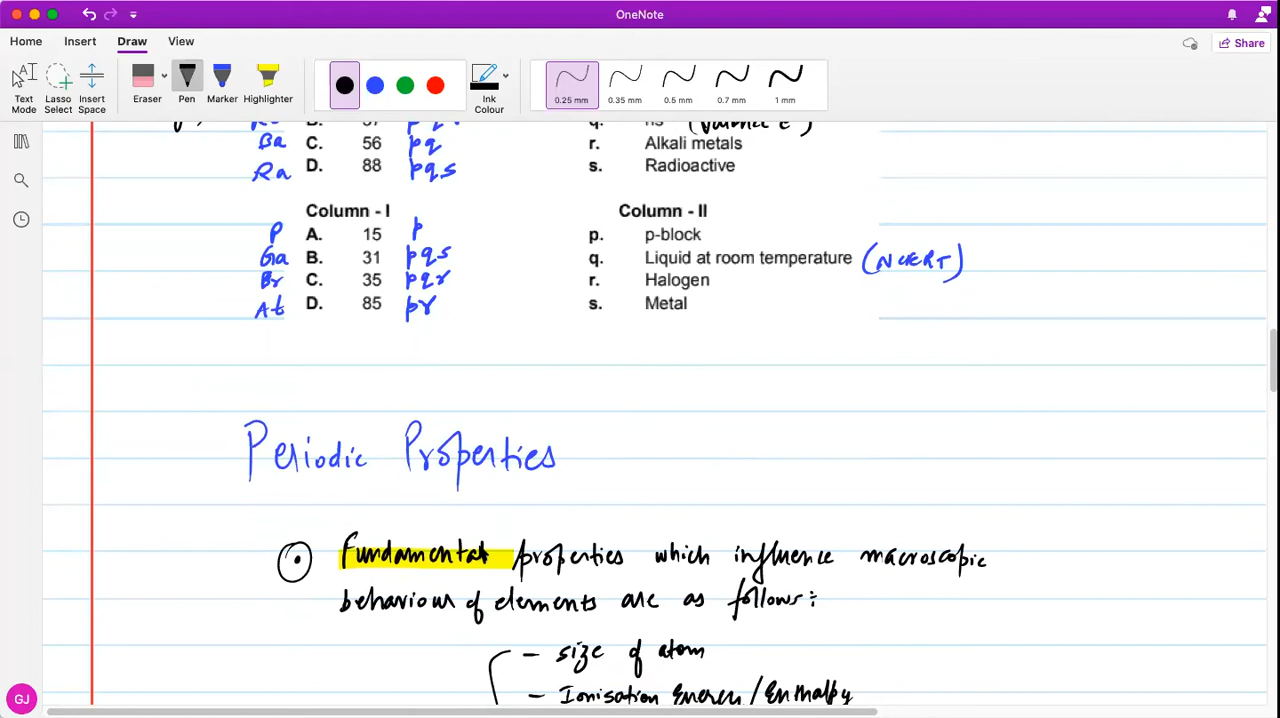 OneNote
Home Insert Draw View
Share
Text Mode
Lasso Select
Insert Space
Eraser
Pen
Marker
Highlighter
Ink Colour
0.25 mm 0.35 mm 0.5 mm 0.7 mm 1 mm
B. 37 q. ns (valence e
Ba C. 56 pq r. Alkali metals
Ra D. 88 pqs s. Radioactive
Column - I Column - II
P A. 15 p p. p-block
Ga B. 31 pqs q. Liquid at room temperature (NCERT)
Br C. 35 pqr r. Halogen
At D. 85 pr s. Metal
Periodic Properties
Fundamental properties which influence macroscopic
behaviour of elements are as follows:
- size of atom
- Ionisation Energy/Enthalpy
GJ